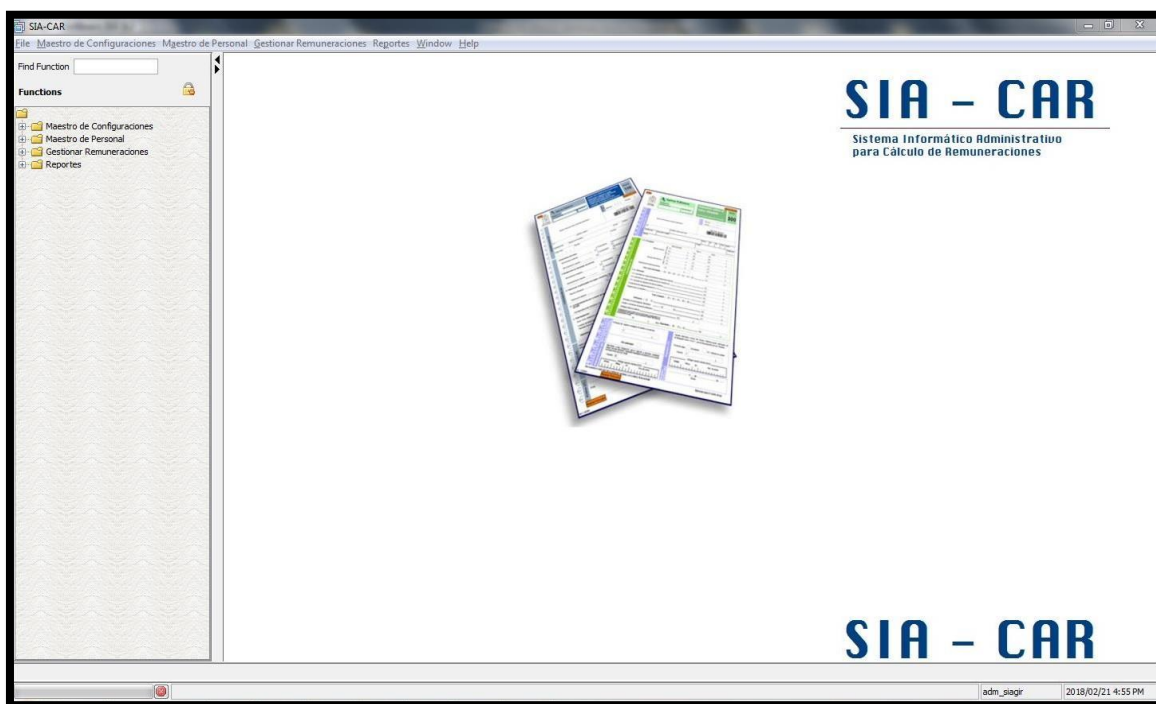 SIA-CAR
File Maestro de Configuraciones Maestro de Personal Gestionar Remuneraciones Reportes Window Help
Find Function
Functions
Maestro de Configuraciones
Maestro de Personal
Gestionar Remuneraciones
Reportes
SIA - CAR
Sistema Informático Administrativo
para Cálculo de Remuneraciones
SIA - CAR
adm_siagir 2018/02/21 4:55 PM